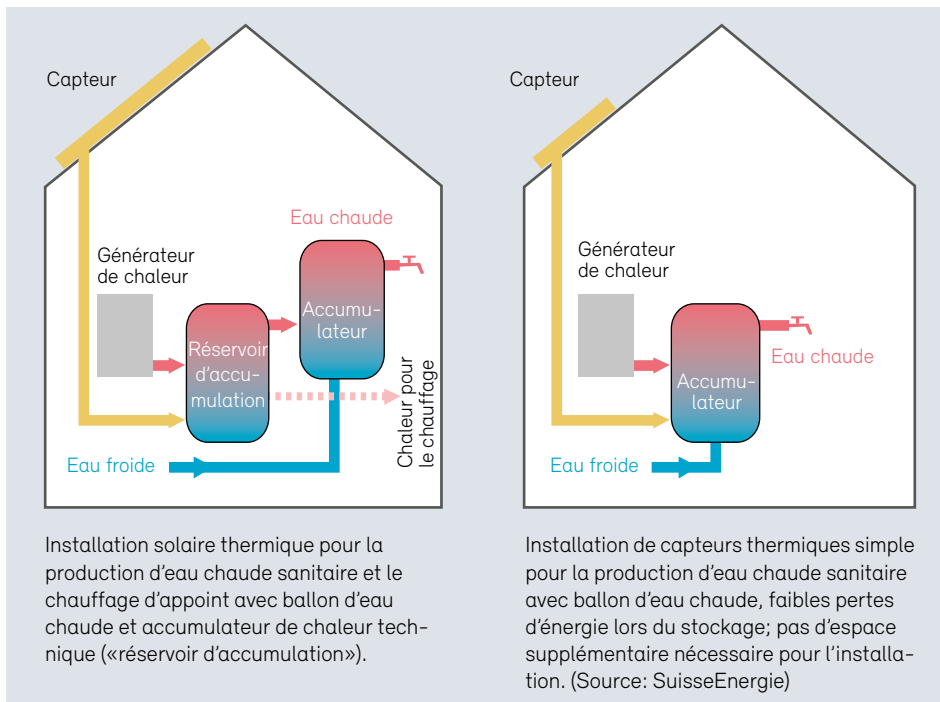 Capteur
Générateur
de chaleur
Eau chaude
Accumu-
lateur
Réservoir
d'accu-
mulation
Chaleur pour
le chauffage
Eau froide
Installation solaire thermique pour la
production d'eau chaude sanitaire et le
chauffage d'appoint avec ballon d'eau
chaude et accumulateur de chaleur tech-
nique («réservoir d'accumulation»).
Capteur
Générateur
de chaleur
Eau chaude
Accumu-
lateur
Eau froide
Installation de capteurs thermiques simple
pour la production d'eau chaude sanitaire
avec ballon d'eau chaude, faibles pertes
d'énergie lors du stockage; pas d'espace
supplémentaire nécessaire pour l'installa-
tion. (Source: SuisseEnergie)